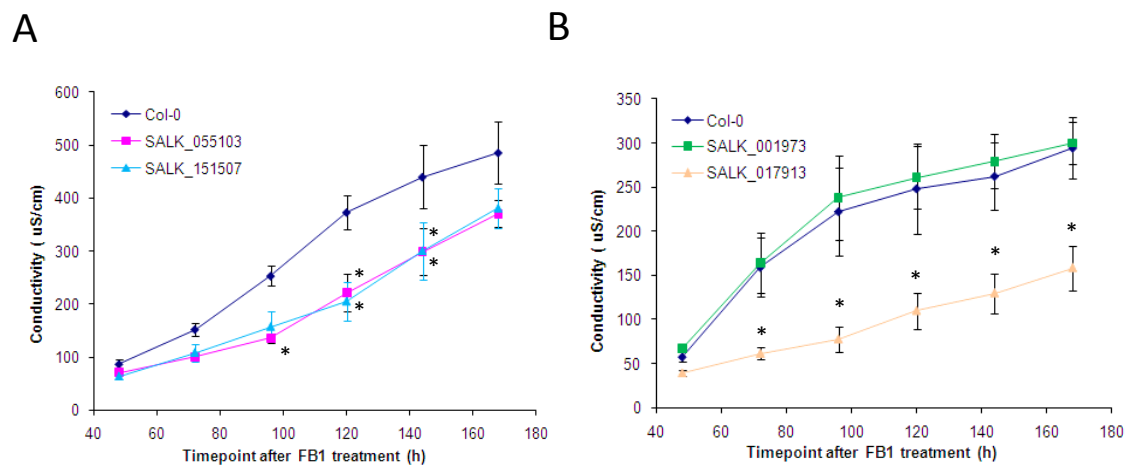 A
B
600
500
400
300
200
100
0
Conductivity ( uS/cm)
Col-0
SALK_055103
SALK_151507
*
*
*
*
*
40 60 80 100 120 140 160 180
Timepoint after FB1 treatment (h)
350
300
250
200
150
100
50
0
Conductivity ( uS/cm)
Col-0
SALK_001973
SALK_017913
*
*
*
*
*
40 60 80 100 120 140 160 180
Timepoint after FB1 treatment (h)